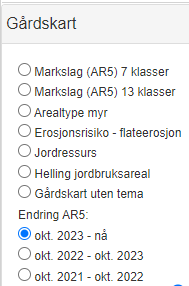 Gårdskart
Markslag (AR5) 7 klasser
Markslag (AR5) 13 klasser
Arealtype myr
Erosjonsrisiko - flateerosjon
Jordressurs
Helling jordbruksareal
Gårdskart uten tema
Endring AR5:
okt. 2023 - nå
okt. 2022 - okt. 2023
okt. 2021 - okt. 2022